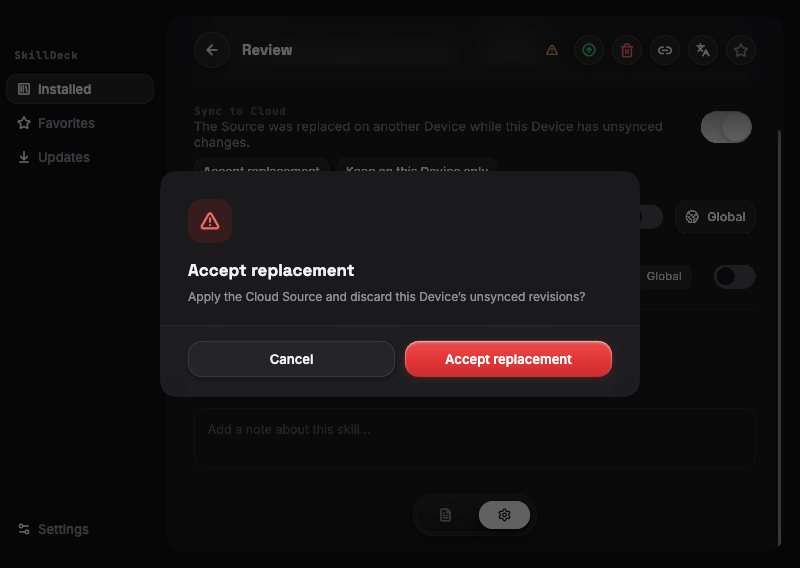 SkillDeck
Installed
Favorites
Updates
Settings
Review
Sync to Cloud
The Source was replaced on another Device while this Device has unsynced
changes.
Accept replacement
Keep on this Device only
Global
Global
Accept replacement
Apply the Cloud Source and discard this Device's unsynced revisions?
Cancel
Accept replacement
Add a note about this skill...